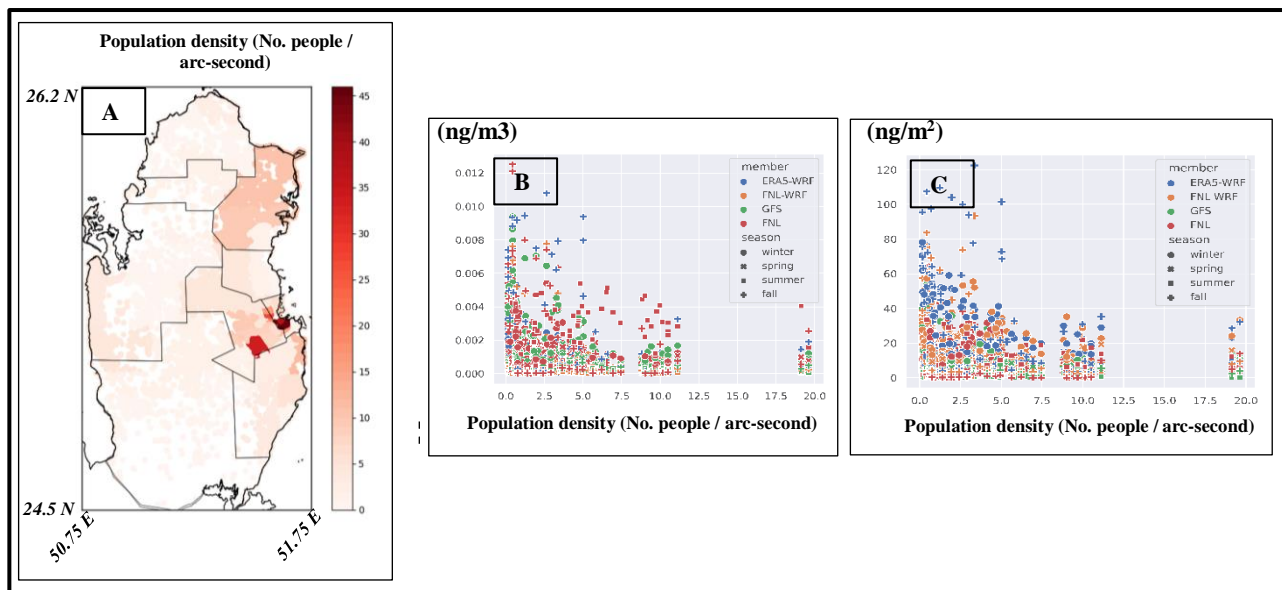 Population density (No. people /
arc-second)
26.2 N
A
45
40
35
30
25
20
15
10
5
0
24.5 N
50.75 E
51.75 E
(ng/m3)
B
0.012
0.010
0.008
0.006
0.004
0.002
0.000
member
ERA5-WRF
FNL-WRF
GFS
FNL
season
winter
spring
summer
fall
0.0 2.5 5.0 7.5 10.0 12.5 15.0 17.5 20.0
Population density (No. people / arc-second)
(ng/m²)
C
120
100
80
60
40
20
0
member
ERA5-WRF
FNL WRF
GFS
FNL
season
winter
spring
summer
fall
0.0 2.5 5.0 7.5 10.0 12.5 15.0 17.5 20.0
Population density (No. people / arc-second)